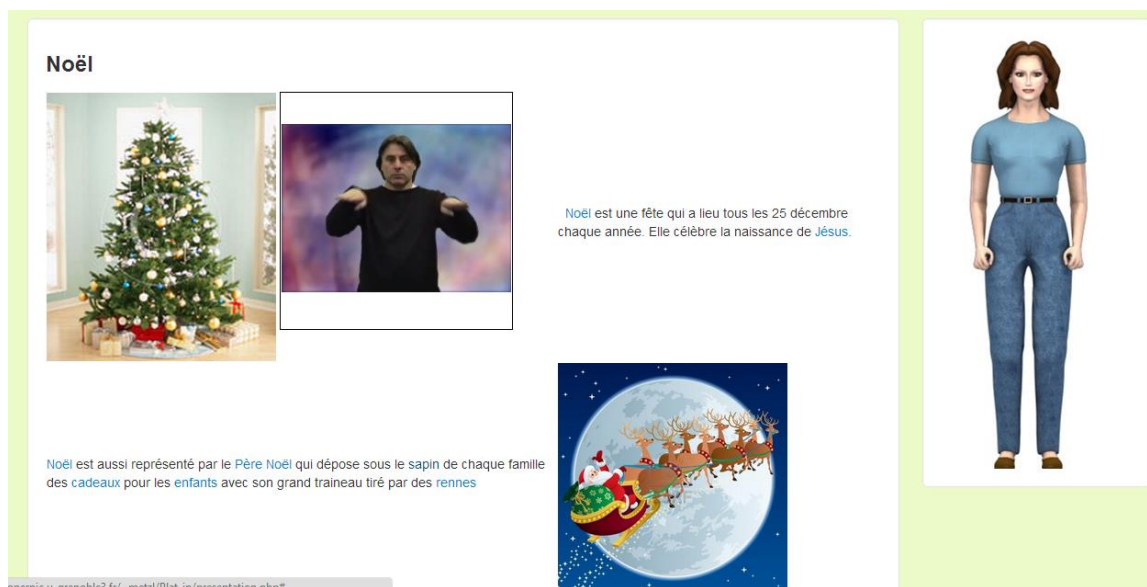 Noël
Noël est une fête qui a lieu tous les 25 décembre
chaque année. Elle célèbre la naissance de Jésus.
Noël est aussi représenté par le Père Noël qui dépose sous le sapin de chaque famille
des cadeaux pour les enfants avec son grand traineau tiré par des rennes